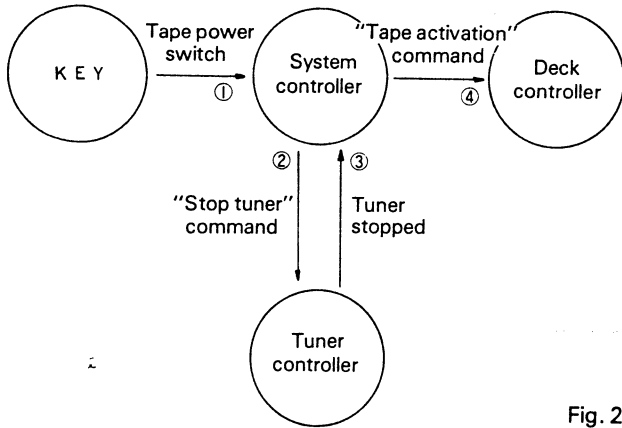 Tape power
switch
①
K E Y
System
controller
"Tape activation"
command
④
Deck
controller
②
③
"Stop tuner"
command
Tuner
stopped
Tuner
controller
Fig. 2